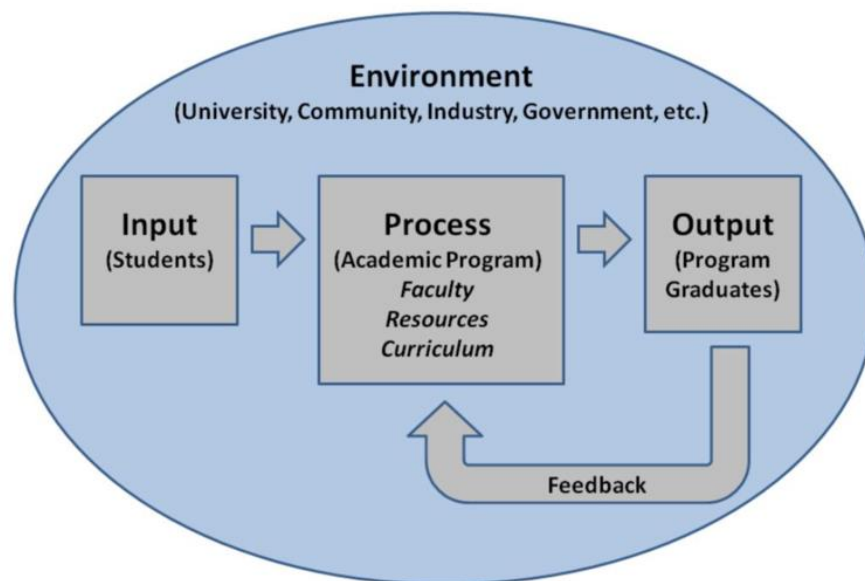 Environment
(University, Community, Industry, Government, etc.)
Input
(Students)
Process
(Academic Program)
Faculty
Resources
Curriculum
Output
(Program
Graduates)
Feedback